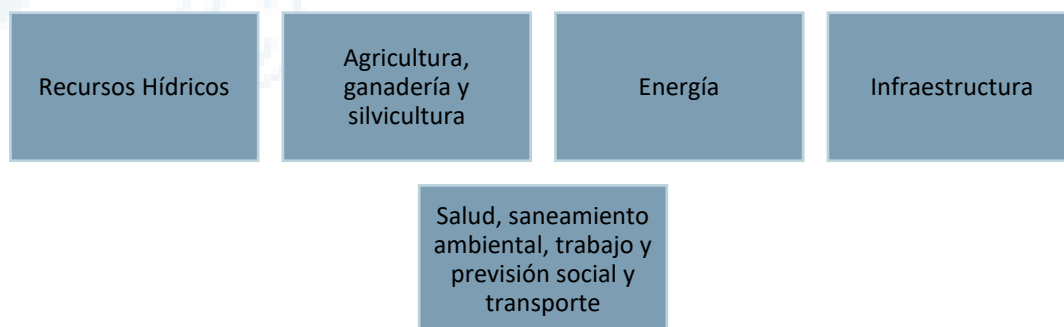 Recursos Hídricos
Agricultura,
ganadería y
silvicultura
Energía
Infraestructura
Salud, saneamiento
ambiental, trabajo y
previsión social y
transporte